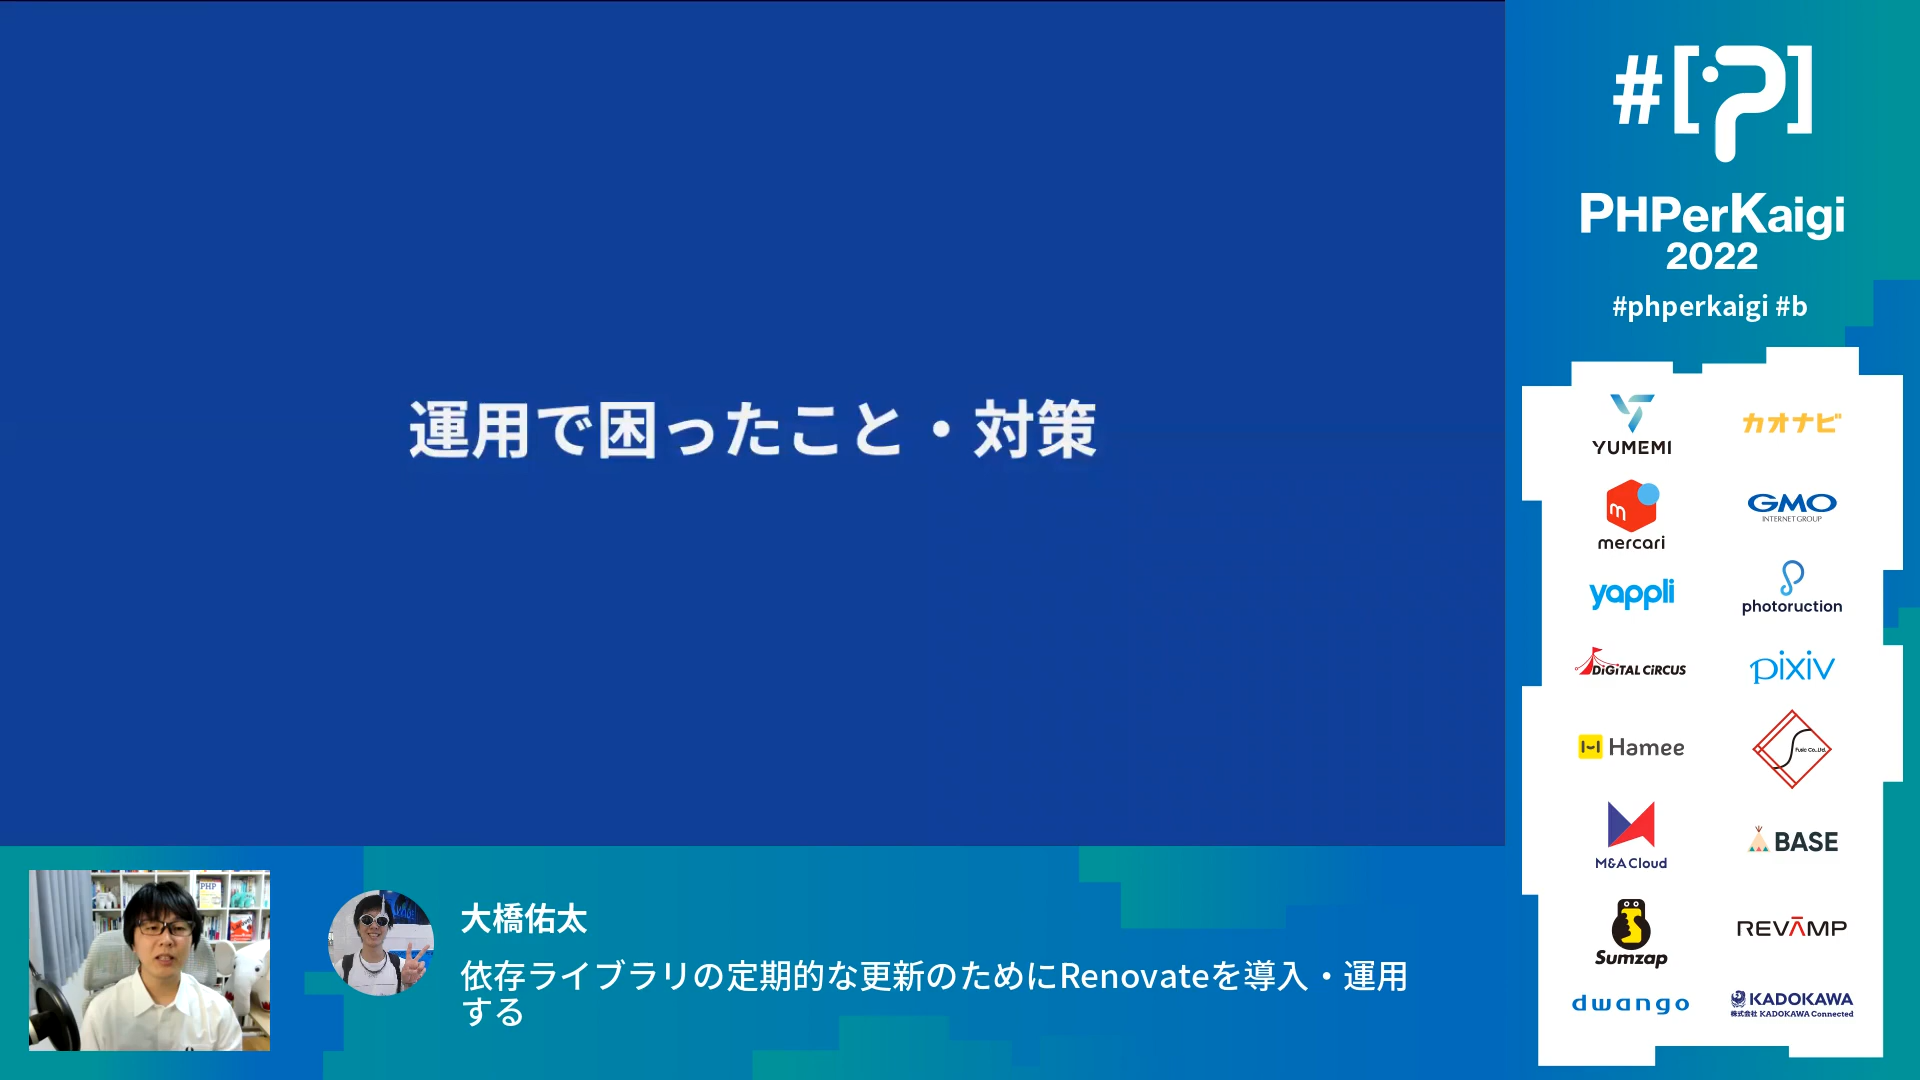 運用で困ったこと・対策
#[P]
PHPerKaigi
2022
#phperkaigi #b
YUMEMI
カオナビ
mercari
GMO
INTERNET GROUP
yappli
photoruction
DiGiTAL CiRCUS
pixiv
Hamee
Fusic Co.,Ltd.
M&A Cloud
BASE
Sumzap
REVAMP
dwango
KADOKAWA
株式会社 KADOKAWA Connected
PHP
大橋佑太
依存ライブラリの定期的な更新のためにRenovateを導入・運用
する